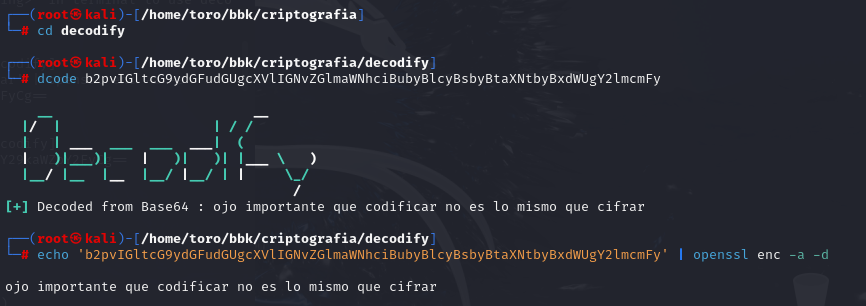 ┌──(root㉿kali)-[/home/toro/bbk/criptografia]
└─# cd decodify
┌──(root㉿kali)-[/home/toro/bbk/criptografia/decodify]
└─# dcode b2pvIGltcG9ydGFudGUgcXVlIGNvZGlmaWNhciBubyBlcyBsbyBtaXNtbyBxdWUgY2lmcmFy
Decodify
[+] Decoded from Base64 : ojo importante que codificar no es lo mismo que cifrar
┌──(root㉿kali)-[/home/toro/bbk/criptografia/decodify]
└─# echo 'b2pvIGltcG9ydGFudGUgcXVlIGNvZGlmaWNhciBubyBlcyBsbyBtaXNtbyBxdWUgY2lmcmFy' | openssl enc -a -d
ojo importante que codificar no es lo mismo que cifrar